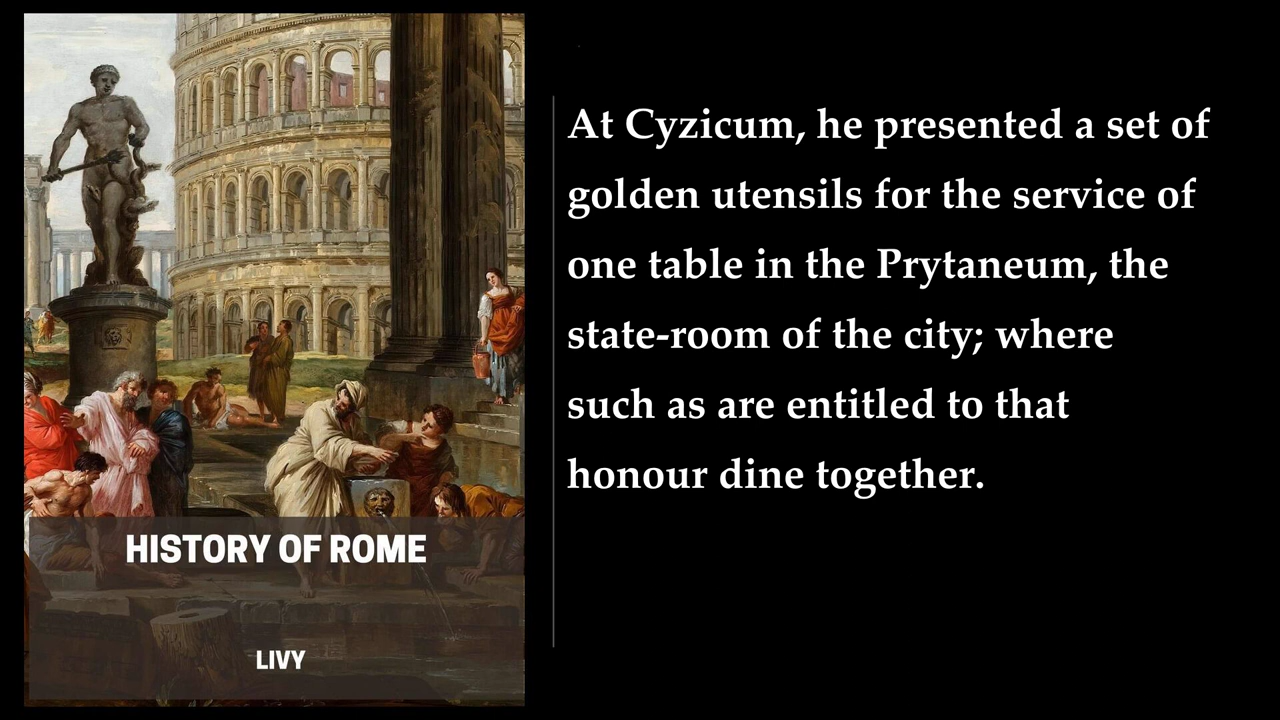 HISTORY OF ROME
LIVY
At Cyzicum, he presented a set of
golden utensils for the service of
one table in the Prytaneum, the
state-room of the city; where
such as are entitled to that
honour dine together.